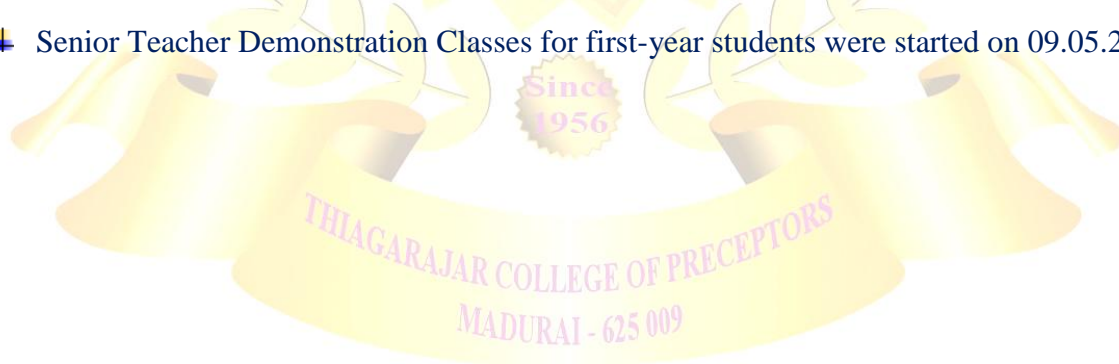 Senior Teacher Demonstration Classes for first-year students were started on 09.05.2
Since
1956
THIAGARAJAR COLLEGE OF PRECEPTORS
MADURAI - 625 009